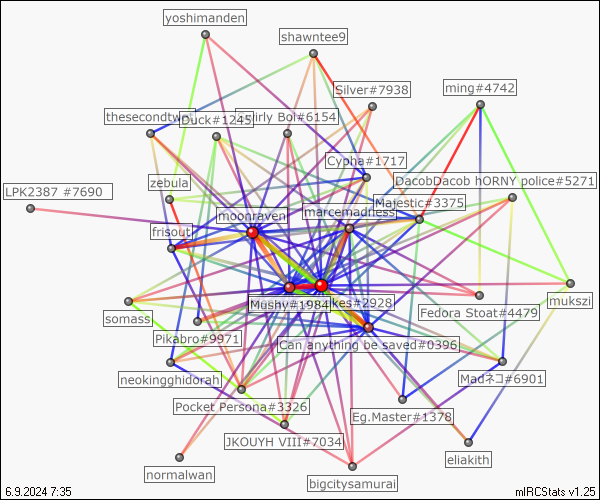 yoshimanden
shawntee9
Silver#7938
ming#4742
thesecondtw
Duck#1245
irly Boi#6154
Cypha#1717
DacobDacob hORNY police#5271
zebula
LPK2387 #7690
moonraven
marcemadness
Majestic#3375
frisout
Mushy#1984
kes#2928
Fedora Stoat#4479
mukszi
somass
Pikabro#9971
Can anything be saved#0396
neokingghidorah
Madネコ#6901
Pocket Persona#3326
Eg.Master#1378
JKOUYH VIII#7034
eliakith
normalwan
bigcitysamurai
6.9.2024 7:35
mIRCStats v1.25